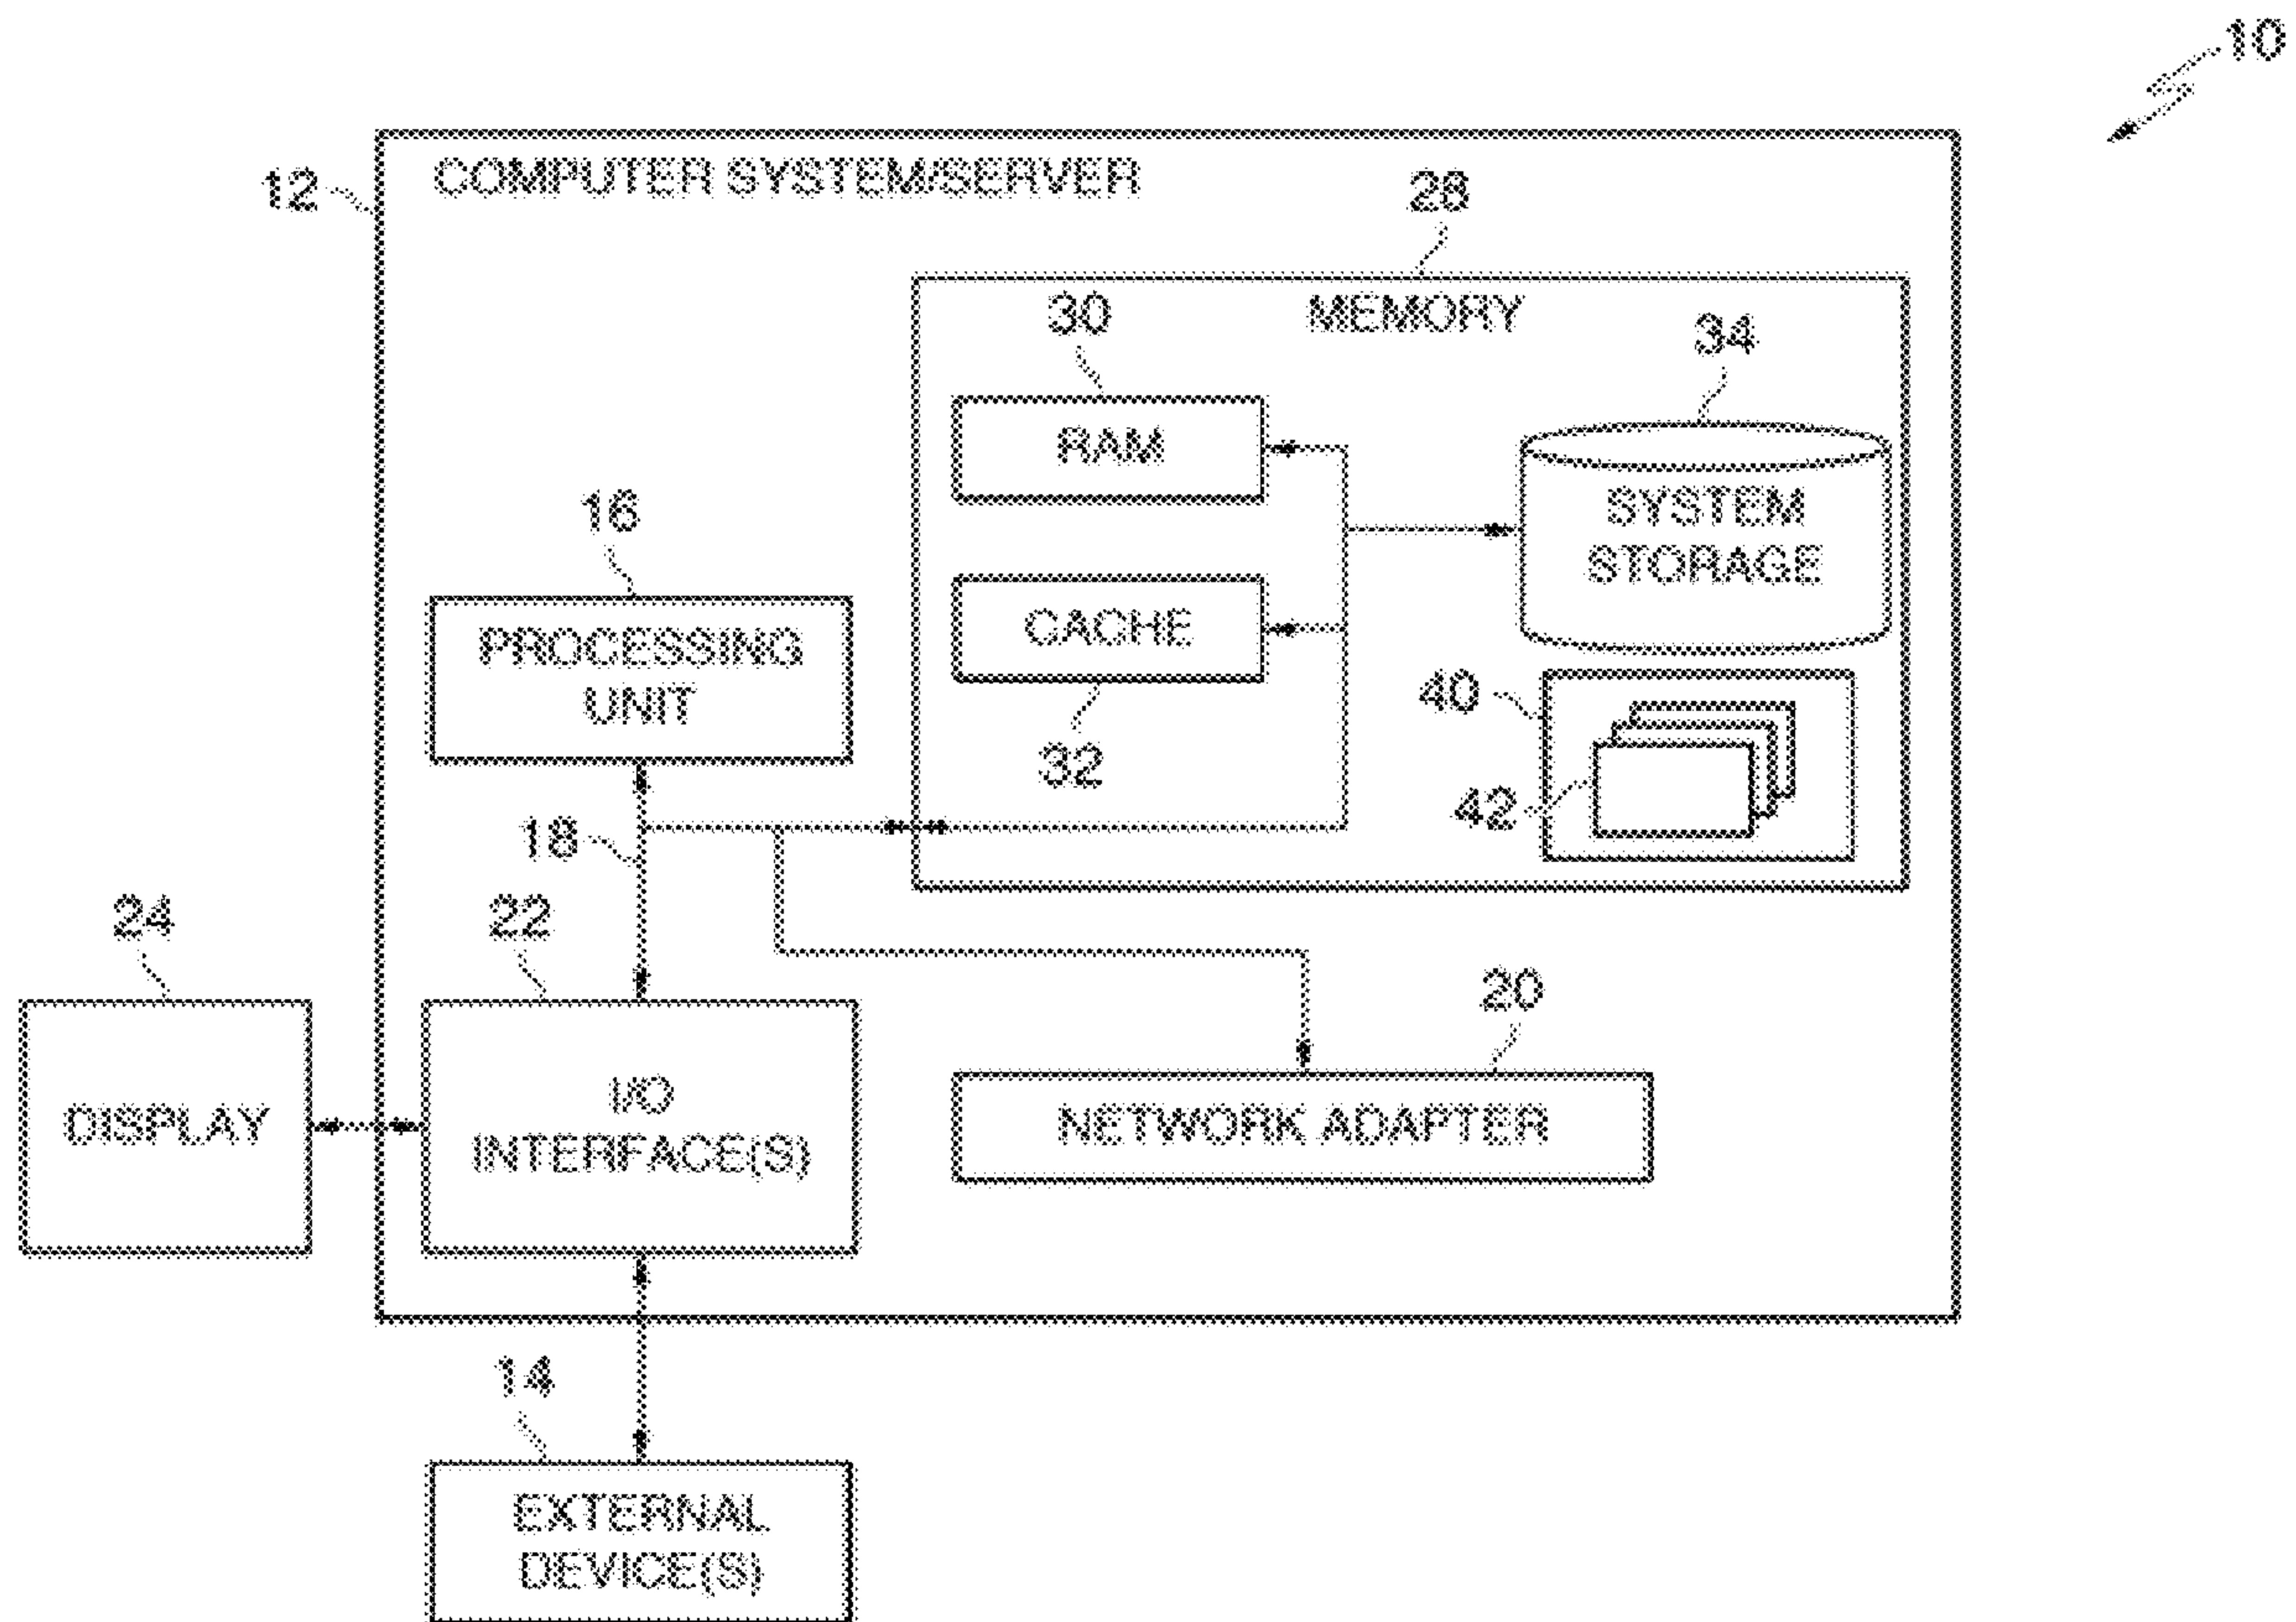 10
12
COMPUTER SYSTEM/SERVER
28
MEMORY
30
34
RAM
16
SYSTEM
STORAGE
CACHE
PROCESSING
UNIT
40
32
42
18
24
22
20
DISPLAY
I/O
INTERFACE(S)
NETWORK ADAPTER
14
EXTERNAL
DEVICE(S)